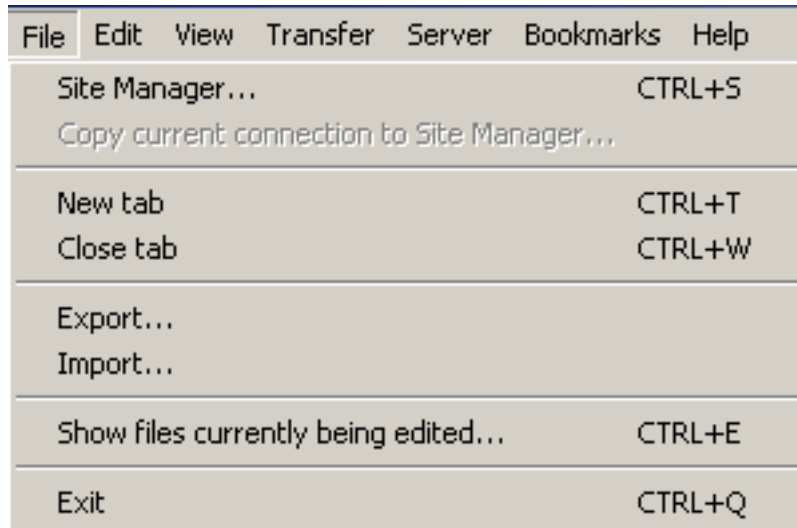 File Edit View Transfer Server Bookmarks Help
Site Manager... CTRL+S
Copy current connection to Site Manager...
New tab CTRL+T
Close tab CTRL+W
Export...
Import...
Show files currently being edited... CTRL+E
Exit CTRL+Q